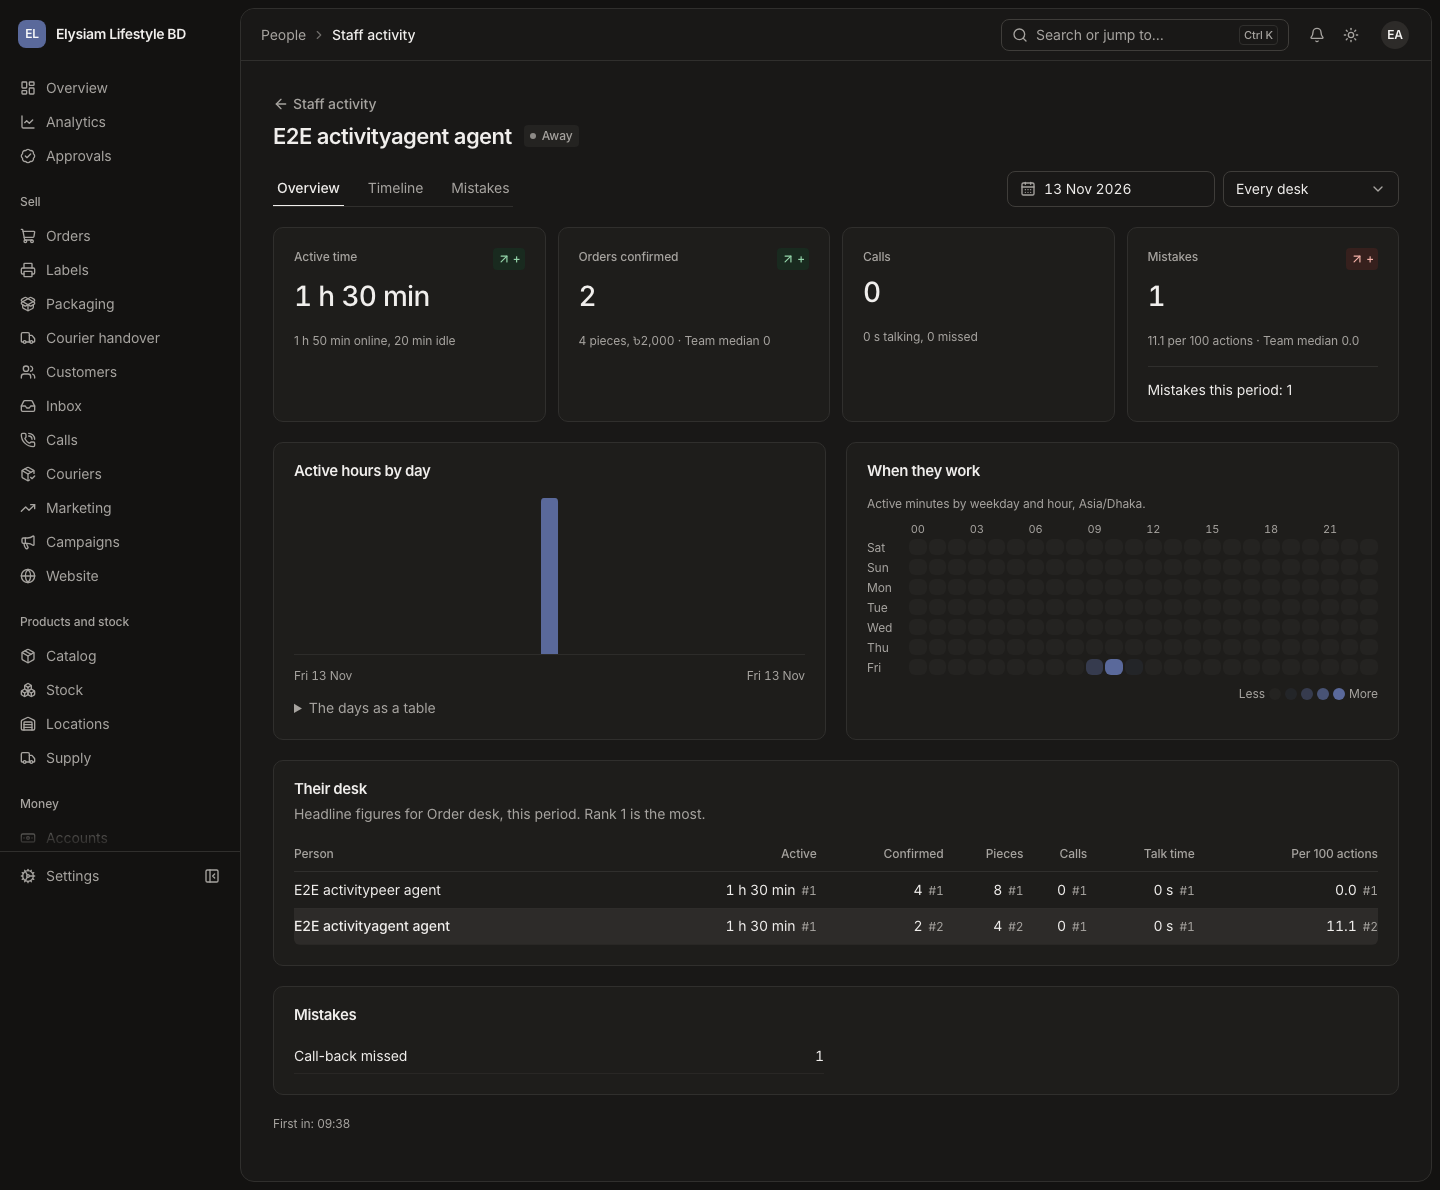 EL Elysiam Lifestyle BD
Overview
Analytics
Approvals
Sell
Orders
Labels
Packaging
Courier handover
Customers
Inbox
Calls
Couriers
Marketing
Campaigns
Website
Products and stock
Catalog
Stock
Locations
Supply
Money
Accounts
Settings
People > Staff activity
Search or jump to... Ctrl K
EA
← Staff activity
E2E activityagent agent Away
Overview Timeline Mistakes
13 Nov 2026 Every desk
Active time +
1 h 30 min
1 h 50 min online, 20 min idle
Orders confirmed +
2
4 pieces, ৳2,000 · Team median 0
Calls
0
0 s talking, 0 missed
Mistakes +
1
11.1 per 100 actions · Team median 0.0
Mistakes this period: 1
Active hours by day
Fri 13 Nov Fri 13 Nov
The days as a table
When they work
Active minutes by weekday and hour, Asia/Dhaka.
00 03 06 09 12 15 18 21
Sat
Sun
Mon
Tue
Wed
Thu
Fri
Less More
Their desk
Headline figures for Order desk, this period. Rank 1 is the most.
Person Active Confirmed Pieces Calls Talk time Per 100 actions
E2E activitypeer agent 1 h 30 min #1 4 #1 8 #1 0 #1 0 s #1 0.0 #1
E2E activityagent agent 1 h 30 min #1 2 #2 4 #2 0 #1 0 s #1 11.1 #2
Mistakes
Call-back missed 1
First in: 09:38